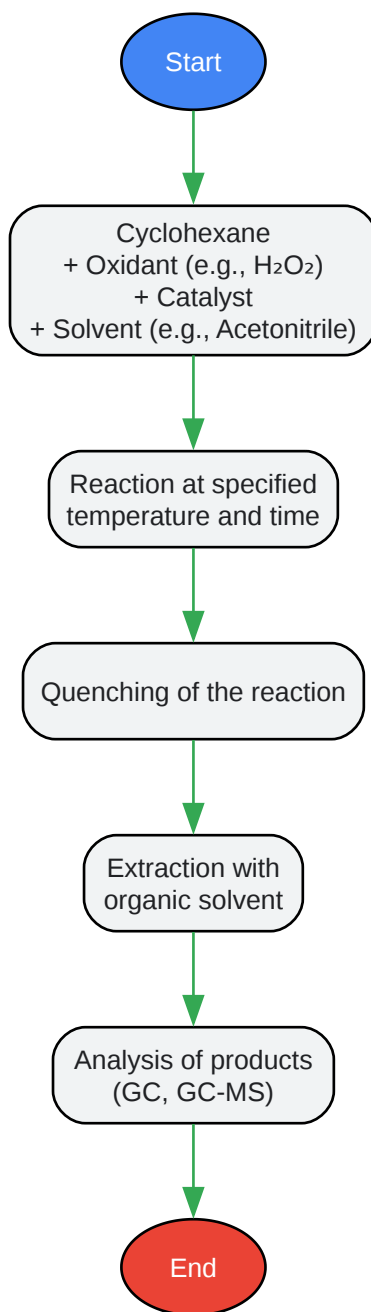 Start
Cyclohexane
+ Oxidant (e.g., H₂O₂)
+ Catalyst
+ Solvent (e.g., Acetonitrile)
Reaction at specified
temperature and time
Quenching of the reaction
Extraction with
organic solvent
Analysis of products
(GC, GC-MS)
End